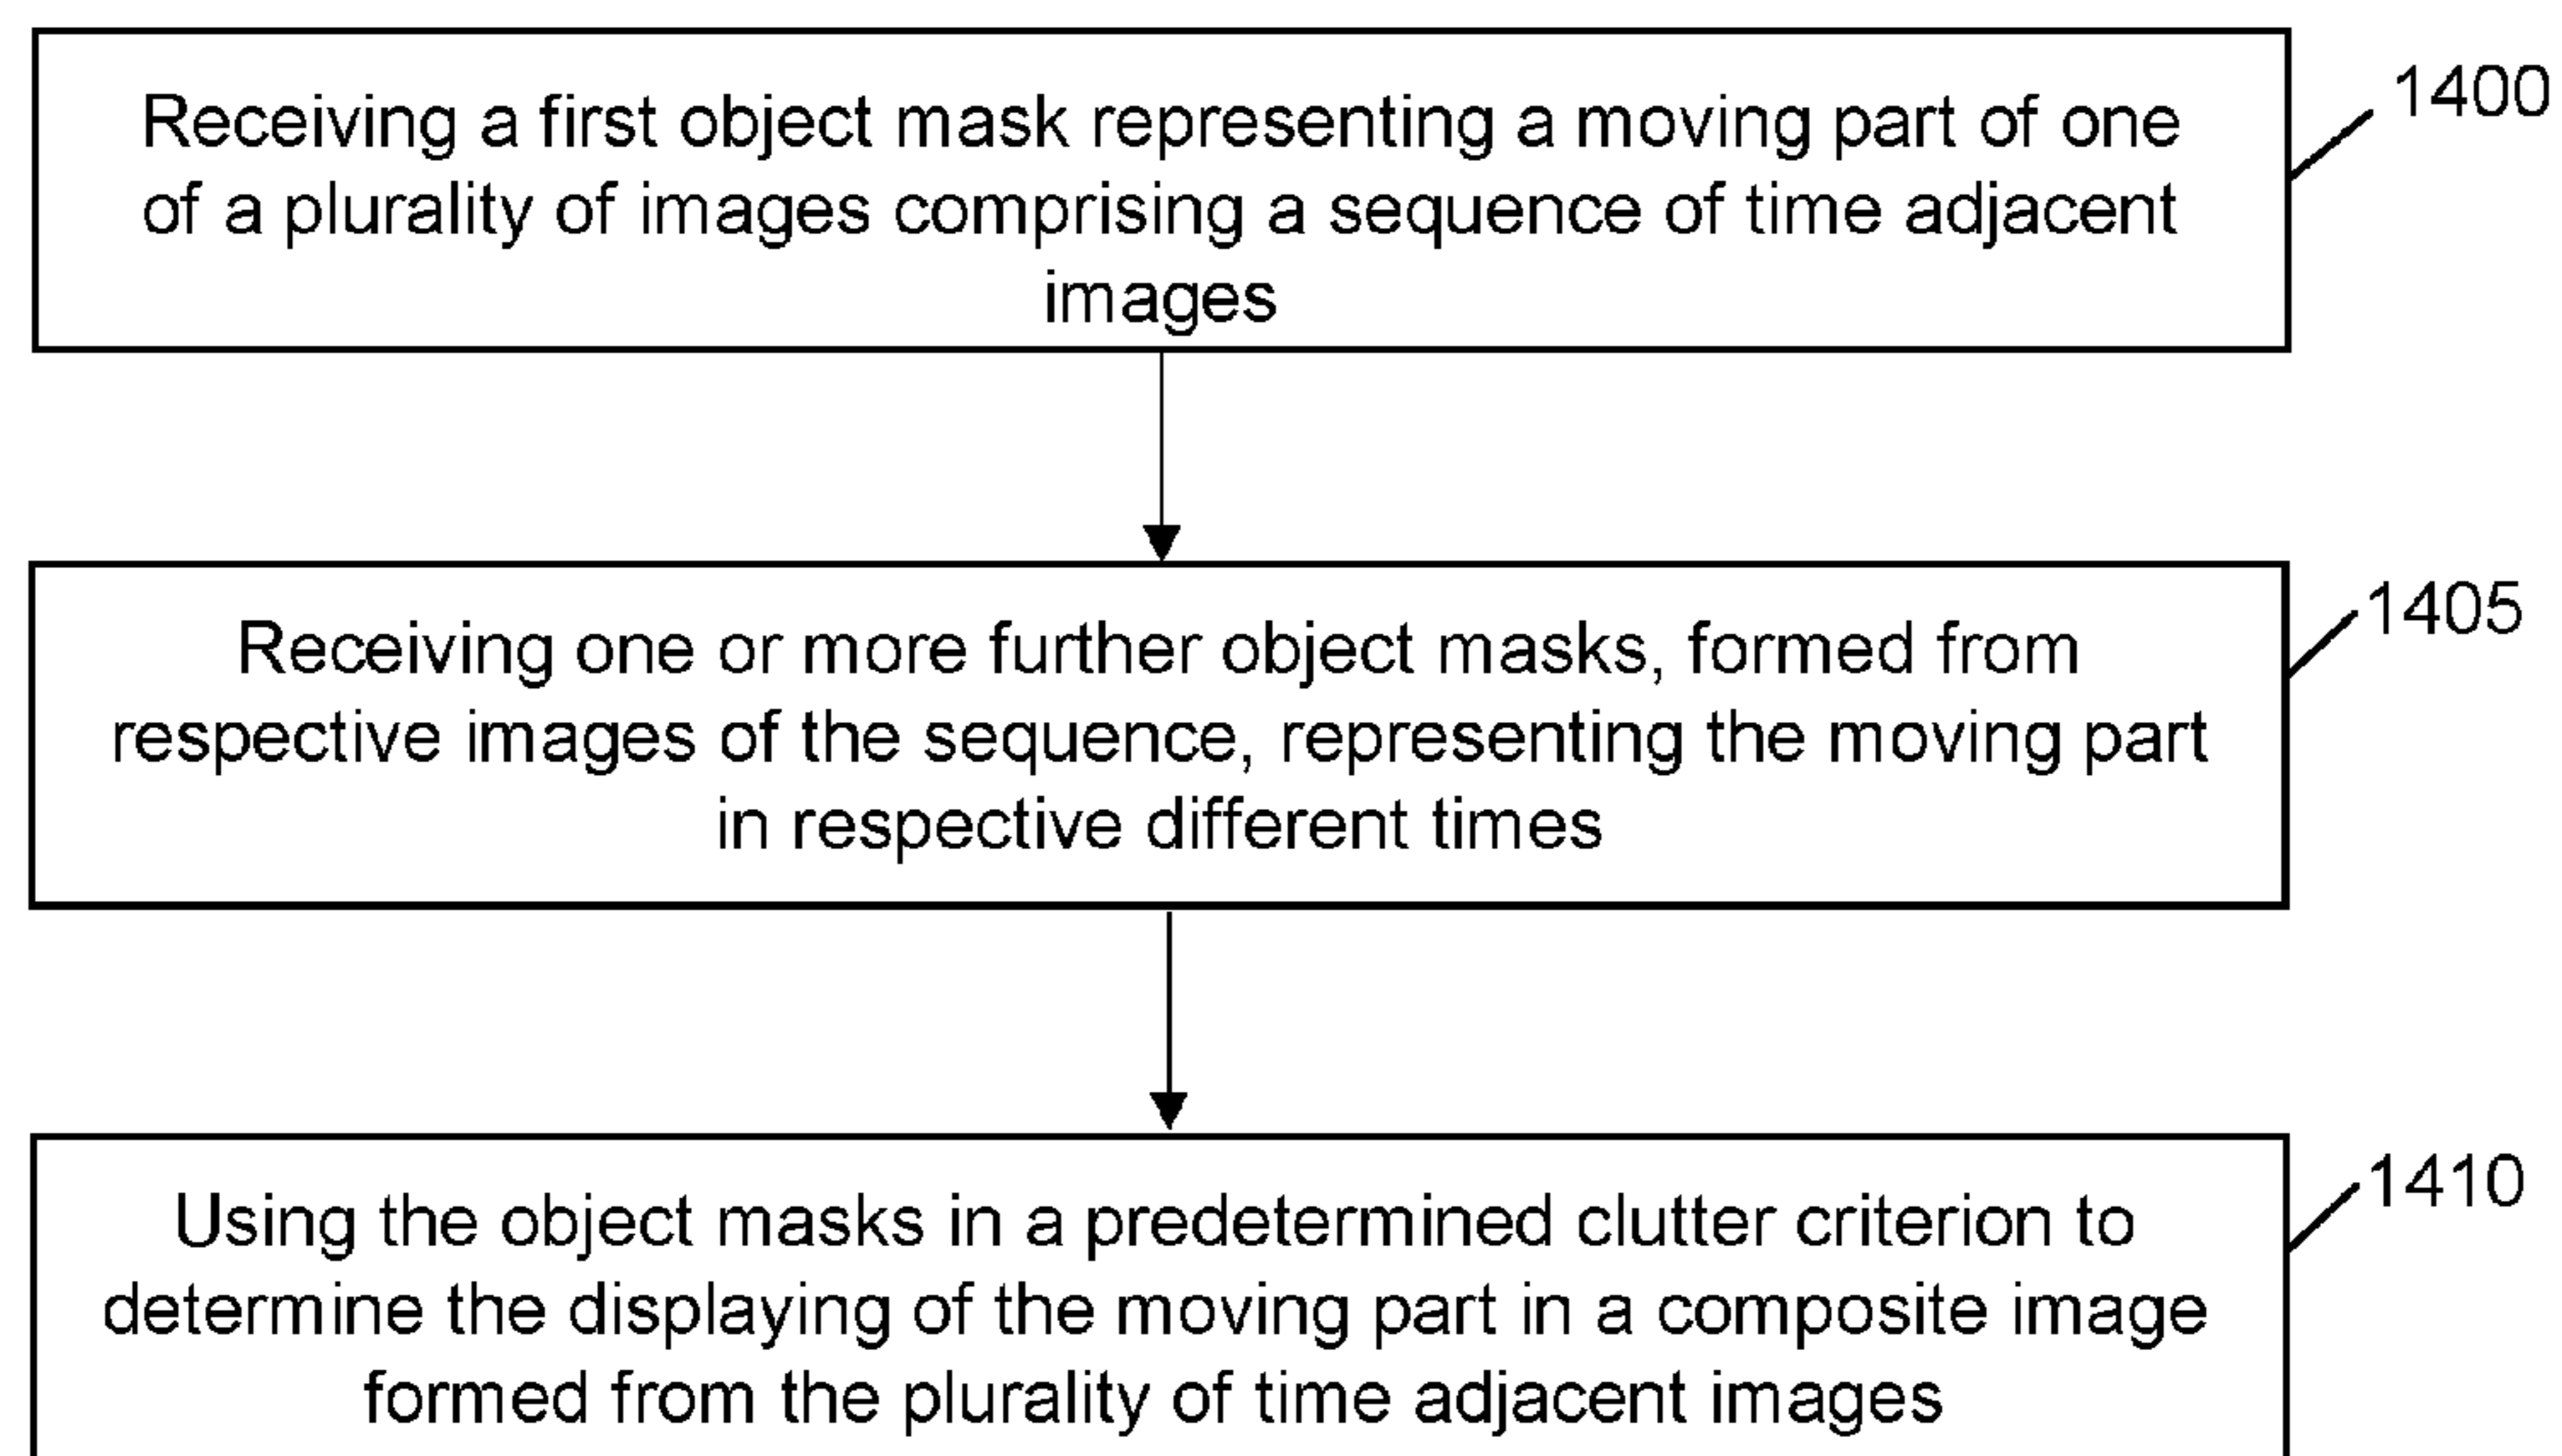 Receiving a first object mask representing a moving part of one
of a plurality of images comprising a sequence of time adjacent
images
1400
Receiving one or more further object masks, formed from
respective images of the sequence, representing the moving part
in respective different times
1405
Using the object masks in a predetermined clutter criterion to
determine the displaying of the moving part in a composite image
formed from the plurality of time adjacent images
1410